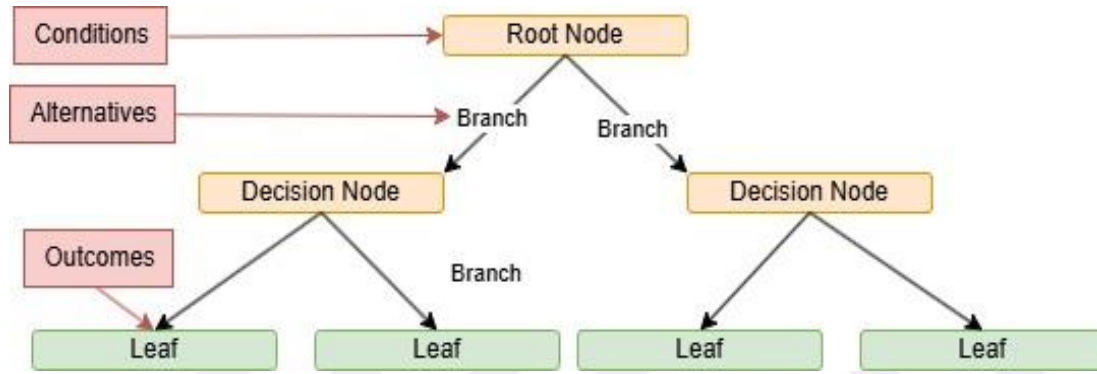 Conditions
Root Node
Alternatives
Branch
Branch
Decision Node
Decision Node
Outcomes
Branch
Leaf
Leaf
Leaf
Leaf